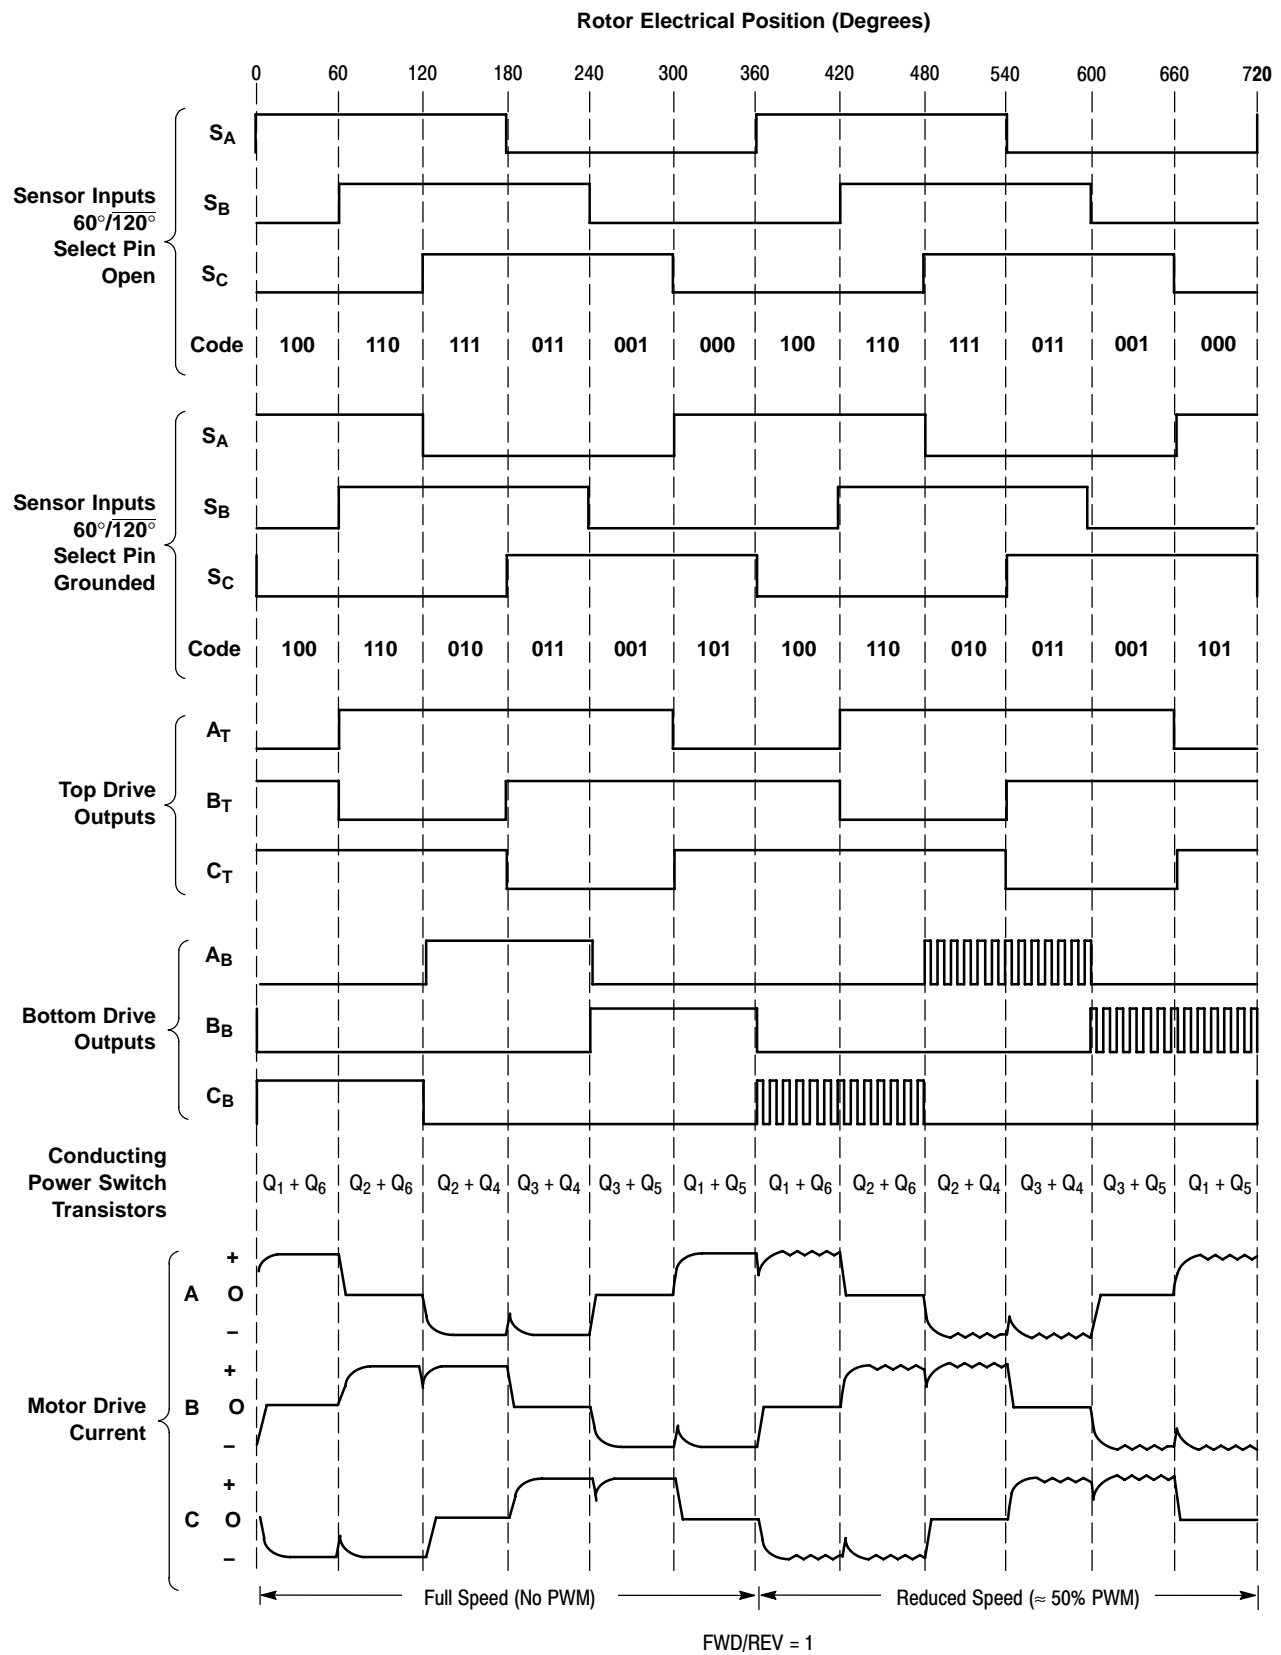 Rotor Electrical Position (Degrees)
0 60 120 180 240 300 360 420 480 540 600 660 720
Sensor Inputs
60°/120°
Select Pin
Open
SA
SB
SC
Code 100 110 111 011 001 000 100 110 111 011 001 000
Sensor Inputs
60°/120°
Select Pin
Grounded
SA
SB
SC
Code 100 110 010 011 001 101 100 110 010 011 001 101
Top Drive
Outputs
AT
BT
CT
Bottom Drive
Outputs
AB
BB
CB
Conducting
Power Switch
Transistors
Q1 + Q6 Q2 + Q6 Q2 + Q4 Q3 + Q4 Q3 + Q5 Q1 + Q5 Q1 + Q6 Q2 + Q6 Q2 + Q4 Q3 + Q4 Q3 + Q5 Q1 + Q5
Motor Drive
Current
+
A O
–
+
B O
–
+
C O
–
Full Speed (No PWM) Reduced Speed (≈ 50% PWM)
FWD/REV = 1